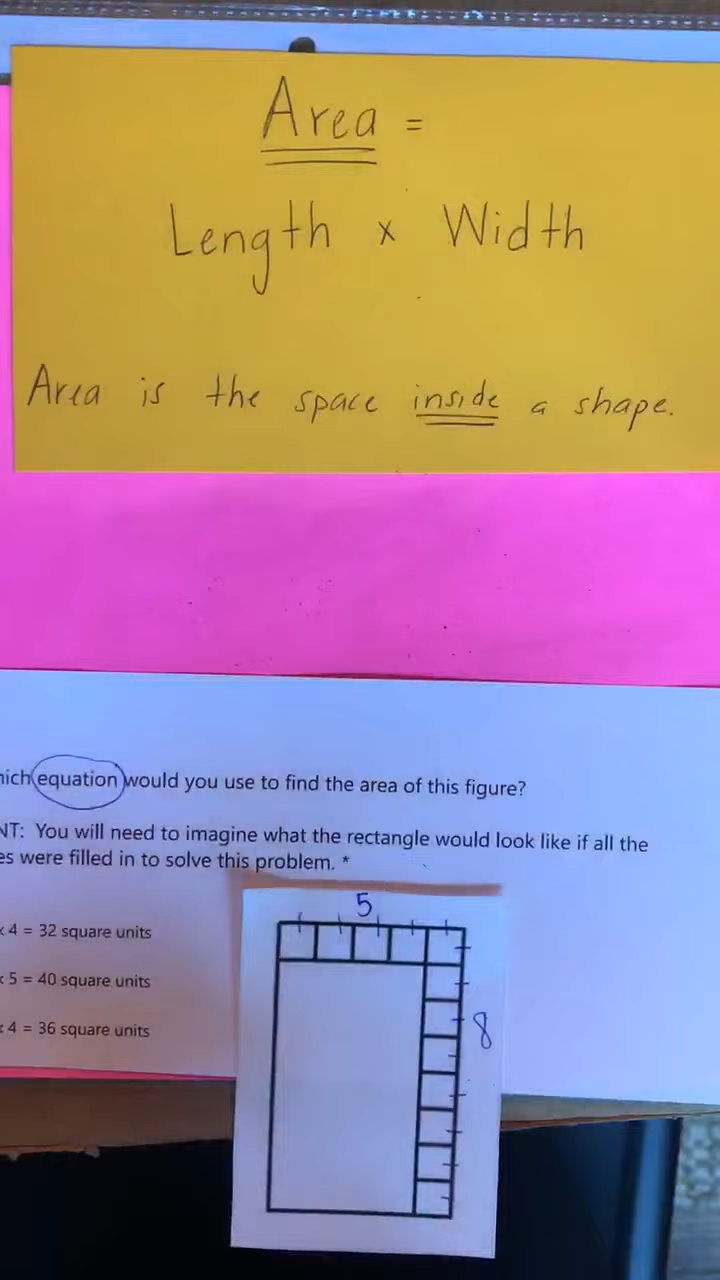 Area =
Length x Width
Area is the space inside a shape.
equation would you use to find the area of this figure?
You will need to imagine what the rectangle would look like if all the
were filled in to solve this problem. *
5
4 = 32 square units
5 = 40 square units
8
4 = 36 square units